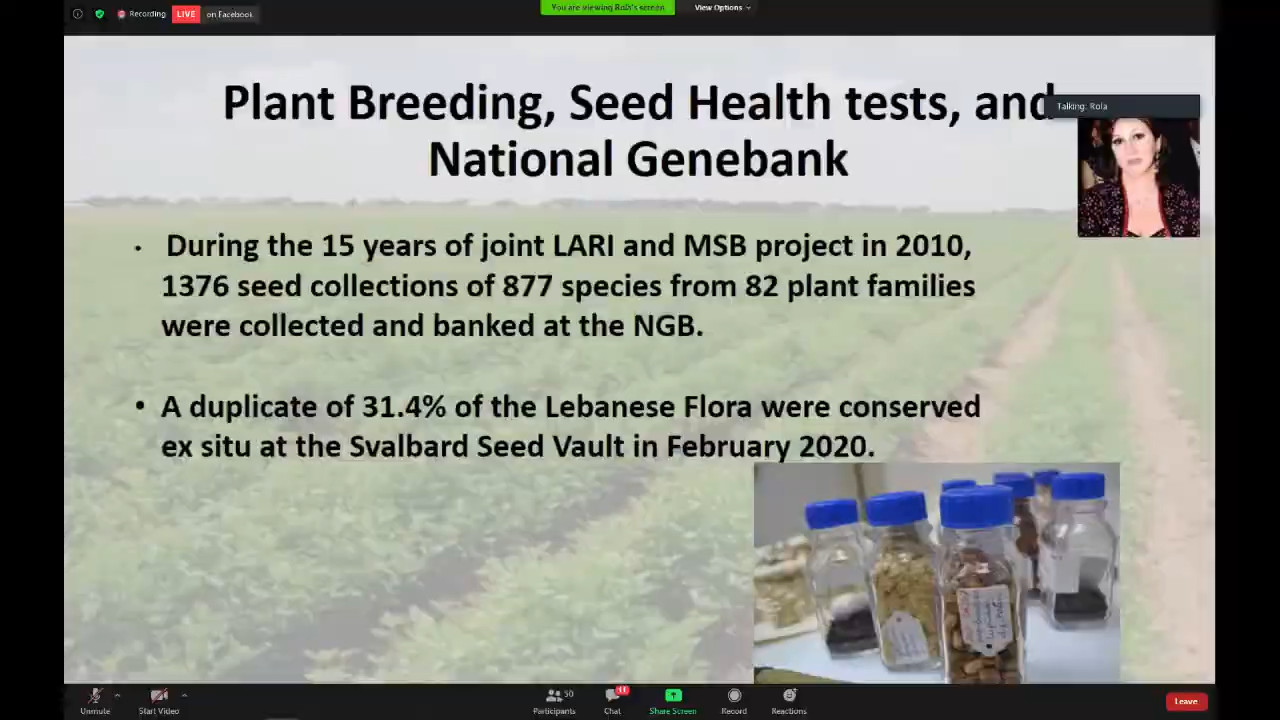 Recording
LIVE
on Facebook
You are viewing Rola's screen
View Options
Plant Breeding, Seed Health tests, and
National Genebank
Talking: Rola
• During the 15 years of joint LARI and MSB project in 2010,
1376 seed collections of 877 species from 82 plant families
were collected and banked at the NGB.
• A duplicate of 31.4% of the Lebanese Flora were conserved
ex situ at the Svalbard Seed Vault in February 2020.
Unmute
Start Video
50
Participants
Chat
Share Screen
Record
Reactions
Leave